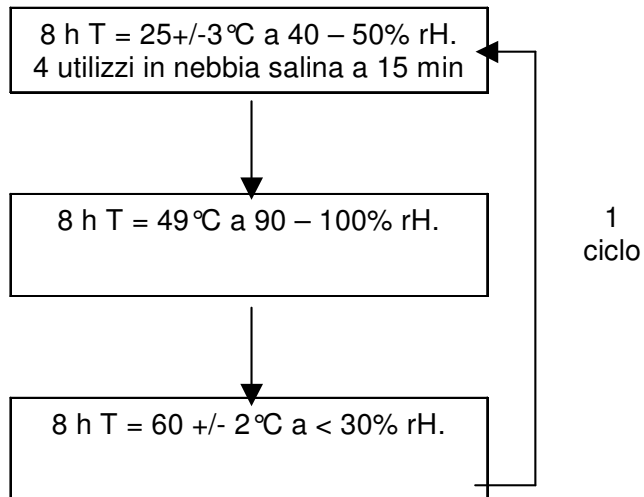 8 h T = 25+/-3°C a 40 – 50% rH.
4 utilizzi in nebbia salina a 15 min
8 h T = 49°C a 90 – 100% rH.
1
ciclo
8 h T = 60 +/- 2°C a < 30% rH.